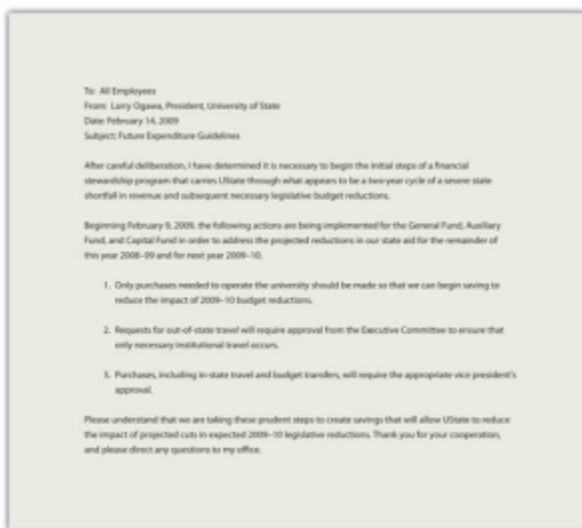 To: All Employees
From: Larry Ogawa, President, University of State
Date: February 14, 2009
Subject: Future Expenditure Guidelines
After careful deliberation, I have determined it is necessary to begin the initial steps of a financial
stewardship program that carries UState through what appears to be a two-year cycle of a severe state
shortfall in revenue and subsequent necessary legislative budget reductions.
Beginning February 9, 2009, the following actions are being implemented for the General Fund, Auxiliary
Fund, and Capital Fund in order to address the projected reductions in our state aid for the remainder of
this year 2008–09 and for next year 2009–10.
1. Only purchases needed to operate the university should be made so that we can begin saving to
reduce the impact of 2009–10 budget reductions.
2. Requests for out-of-state travel will require approval from the Executive Committee to ensure that
only necessary institutional travel occurs.
3. Purchases, including in-state travel and budget transfers, will require the appropriate vice president's
approval.
Please understand that we are taking these prudent steps to create savings that will allow UState to reduce
the impact of projected cuts in expected 2009–10 legislative reductions. Thank you for your cooperation,
and please direct any questions to my office.